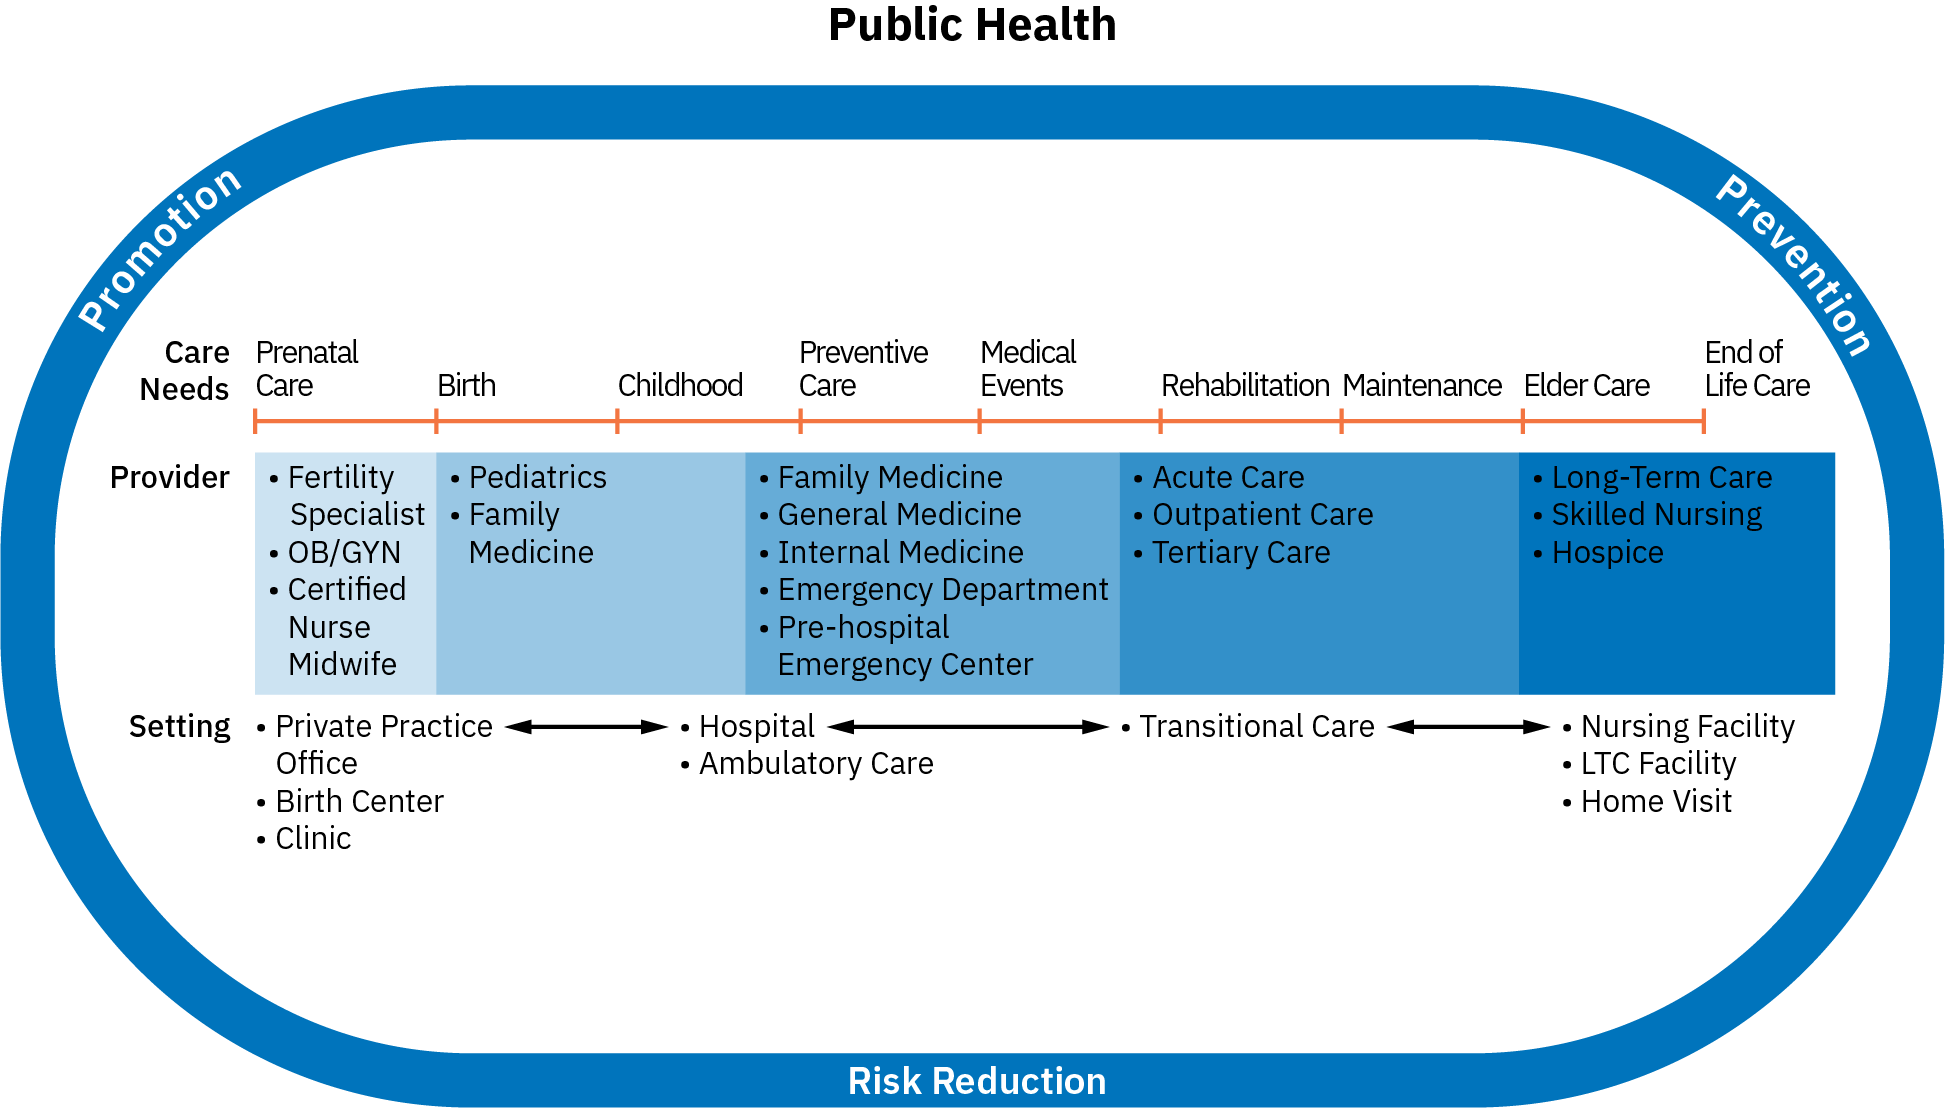 Public Health
Promotion
Prevention
Care
Needs
Prenatal
Care
Birth
Childhood
Preventive
Care
Medical
Events
Rehabilitation
Maintenance
Elder Care
End of
Life Care
Provider
• Fertility
Specialist
• OB/GYN
• Certified
Nurse
Midwife
• Pediatrics
• Family
Medicine
• Family Medicine
• General Medicine
• Internal Medicine
• Emergency Department
• Pre-hospital
Emergency Center
• Acute Care
• Outpatient Care
• Tertiary Care
• Long-Term Care
• Skilled Nursing
• Hospice
Setting
• Private Practice
Office
• Birth Center
• Clinic
• Hospital
• Ambulatory Care
• Transitional Care
• Nursing Facility
• LTC Facility
• Home Visit
Risk Reduction